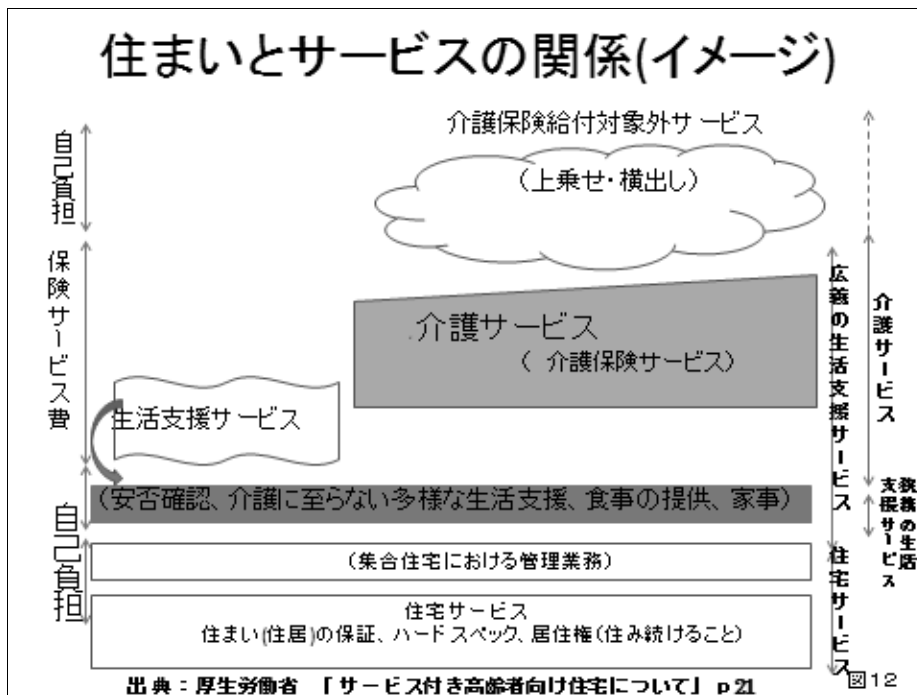 住まいとサービスの関係(イメージ)
介護保険給付対象外サービス
(上乗せ・横出し)
自己負担
保険サービス費
自己負担
介護サービス
( 介護保険サービス)
生活支援サービス
(安否確認、介護に至らない多様な生活支援、食事の提供、家事)
(集合住宅における管理業務)
住宅サービス
住まい(住居)の保証、ハードスペック、居住権(住み続けること)
広義の生活支援サービス
住宅サービス
介護サービス
狭義の生活
支援サービス
出典:厚生労働省 「サービス付き高齢者向け住宅について」 p21
図12